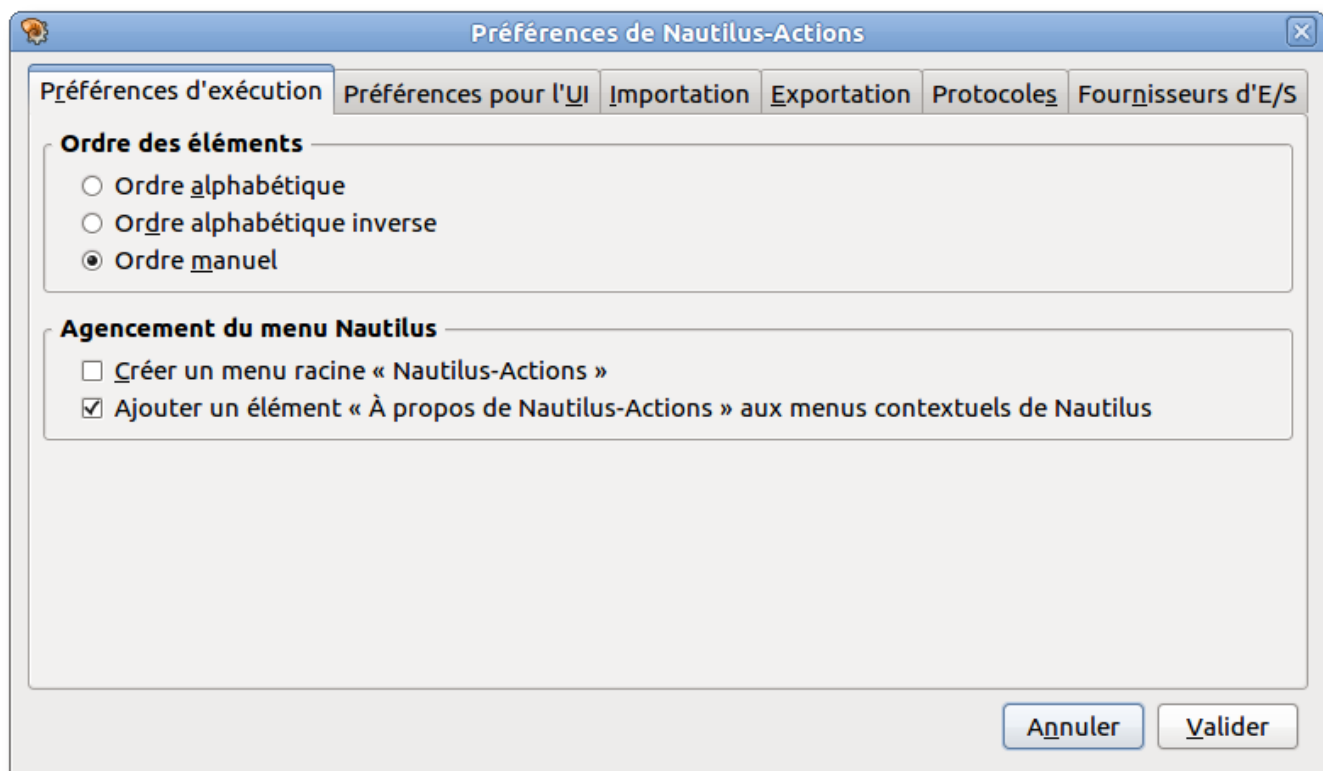 Préférences de Nautilus-Actions
Préférences d'exécution Préférences pour l'UI Importation Exportation Protocoles Fournisseurs d'E/S
Ordre des éléments
Ordre alphabétique
Ordre alphabétique inverse
Ordre manuel
Agencement du menu Nautilus
Créer un menu racine « Nautilus-Actions »
Ajouter un élément « À propos de Nautilus-Actions » aux menus contextuels de Nautilus
Annuler Valider